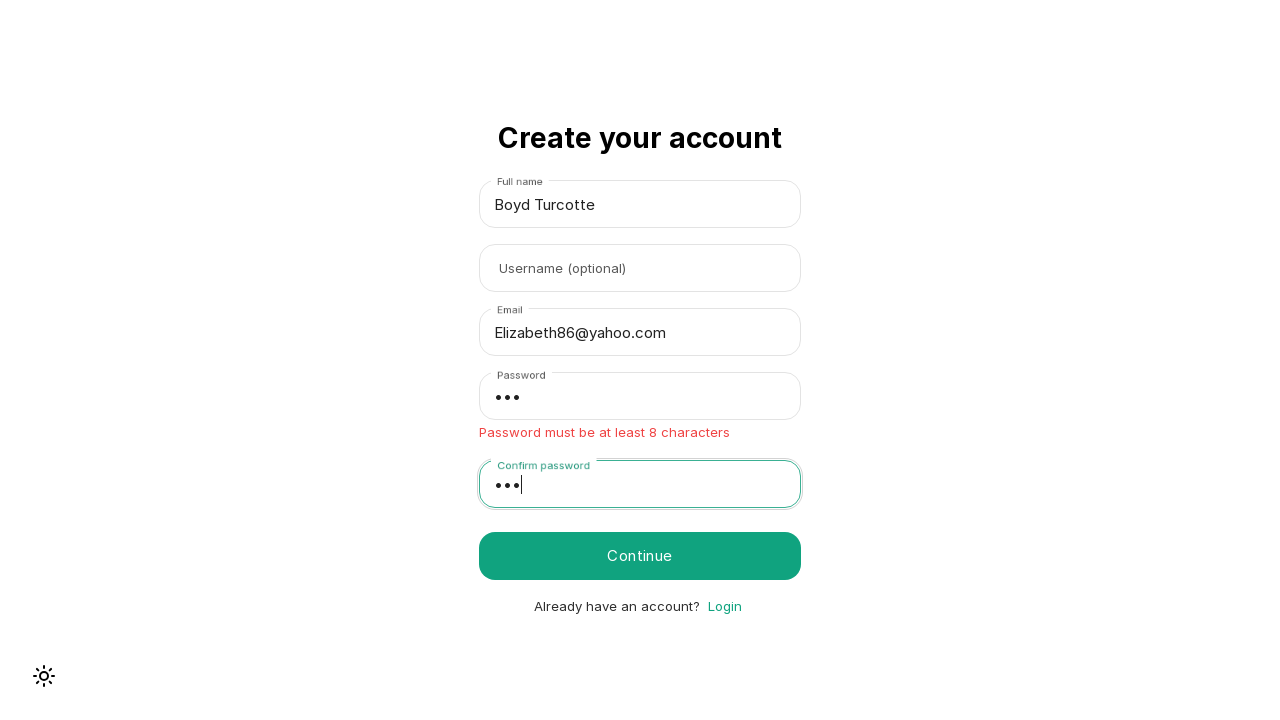 Create your account
Full name
Boyd Turcotte
Username (optional)
Email
Elizabeth86@yahoo.com
Password
•••
Password must be at least 8 characters
Confirm password
•••
Continue
Already have an account? Login